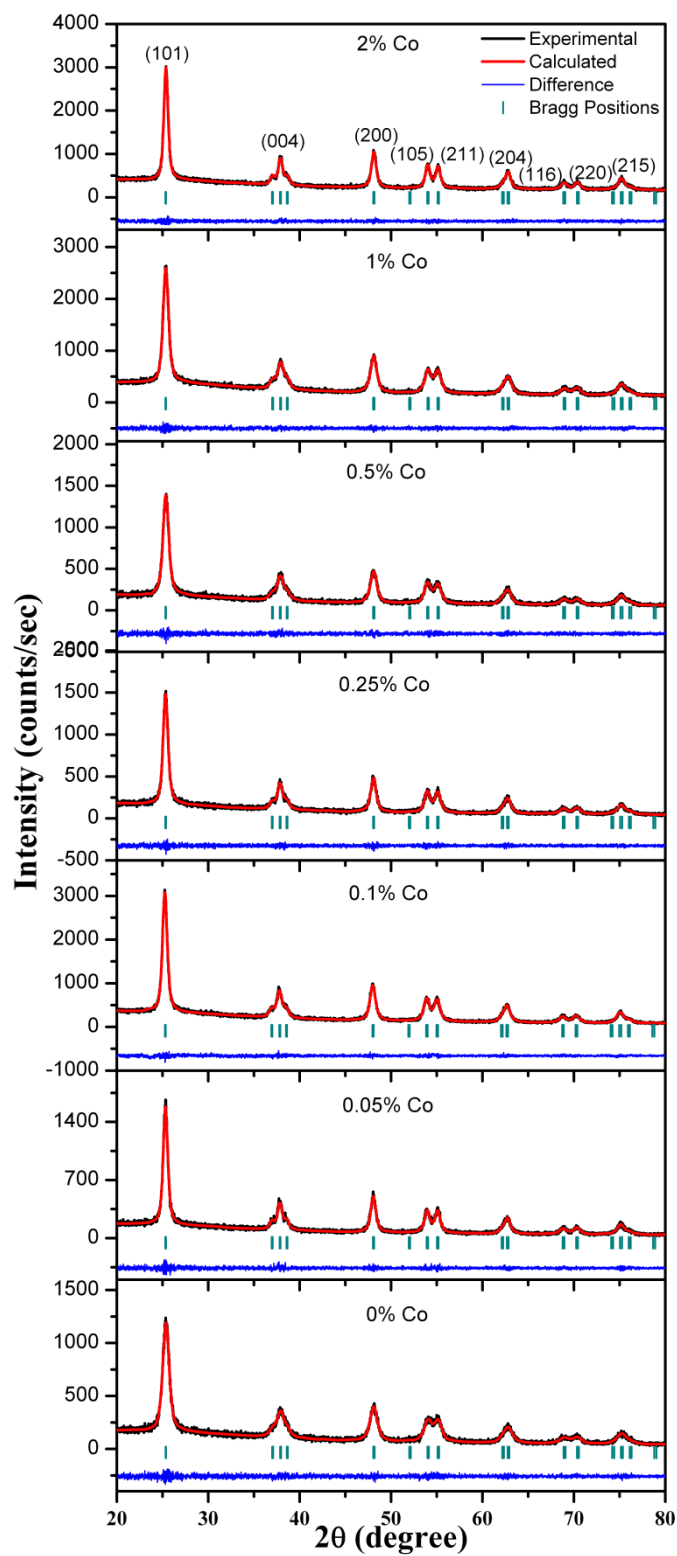 4000
3000
2000
1000
0
(101)
2% Co
Experimental
Calculated
Difference
Bragg Positions
(004)
(200)
(105)
(211)
(204)
(116)
(220)
(215)
3000
2000
1000
0
1% Co
2000
1500
1000
500
0
0.5% Co
1500
1000
500
0
-500
0.25% Co
3000
2000
1000
0
-1000
0.1% Co
1400
700
0
0.05% Co
1500
1000
500
0
0% Co
20 30 40 50 60 70 80
2θ (degree)
Intensity (counts/sec)